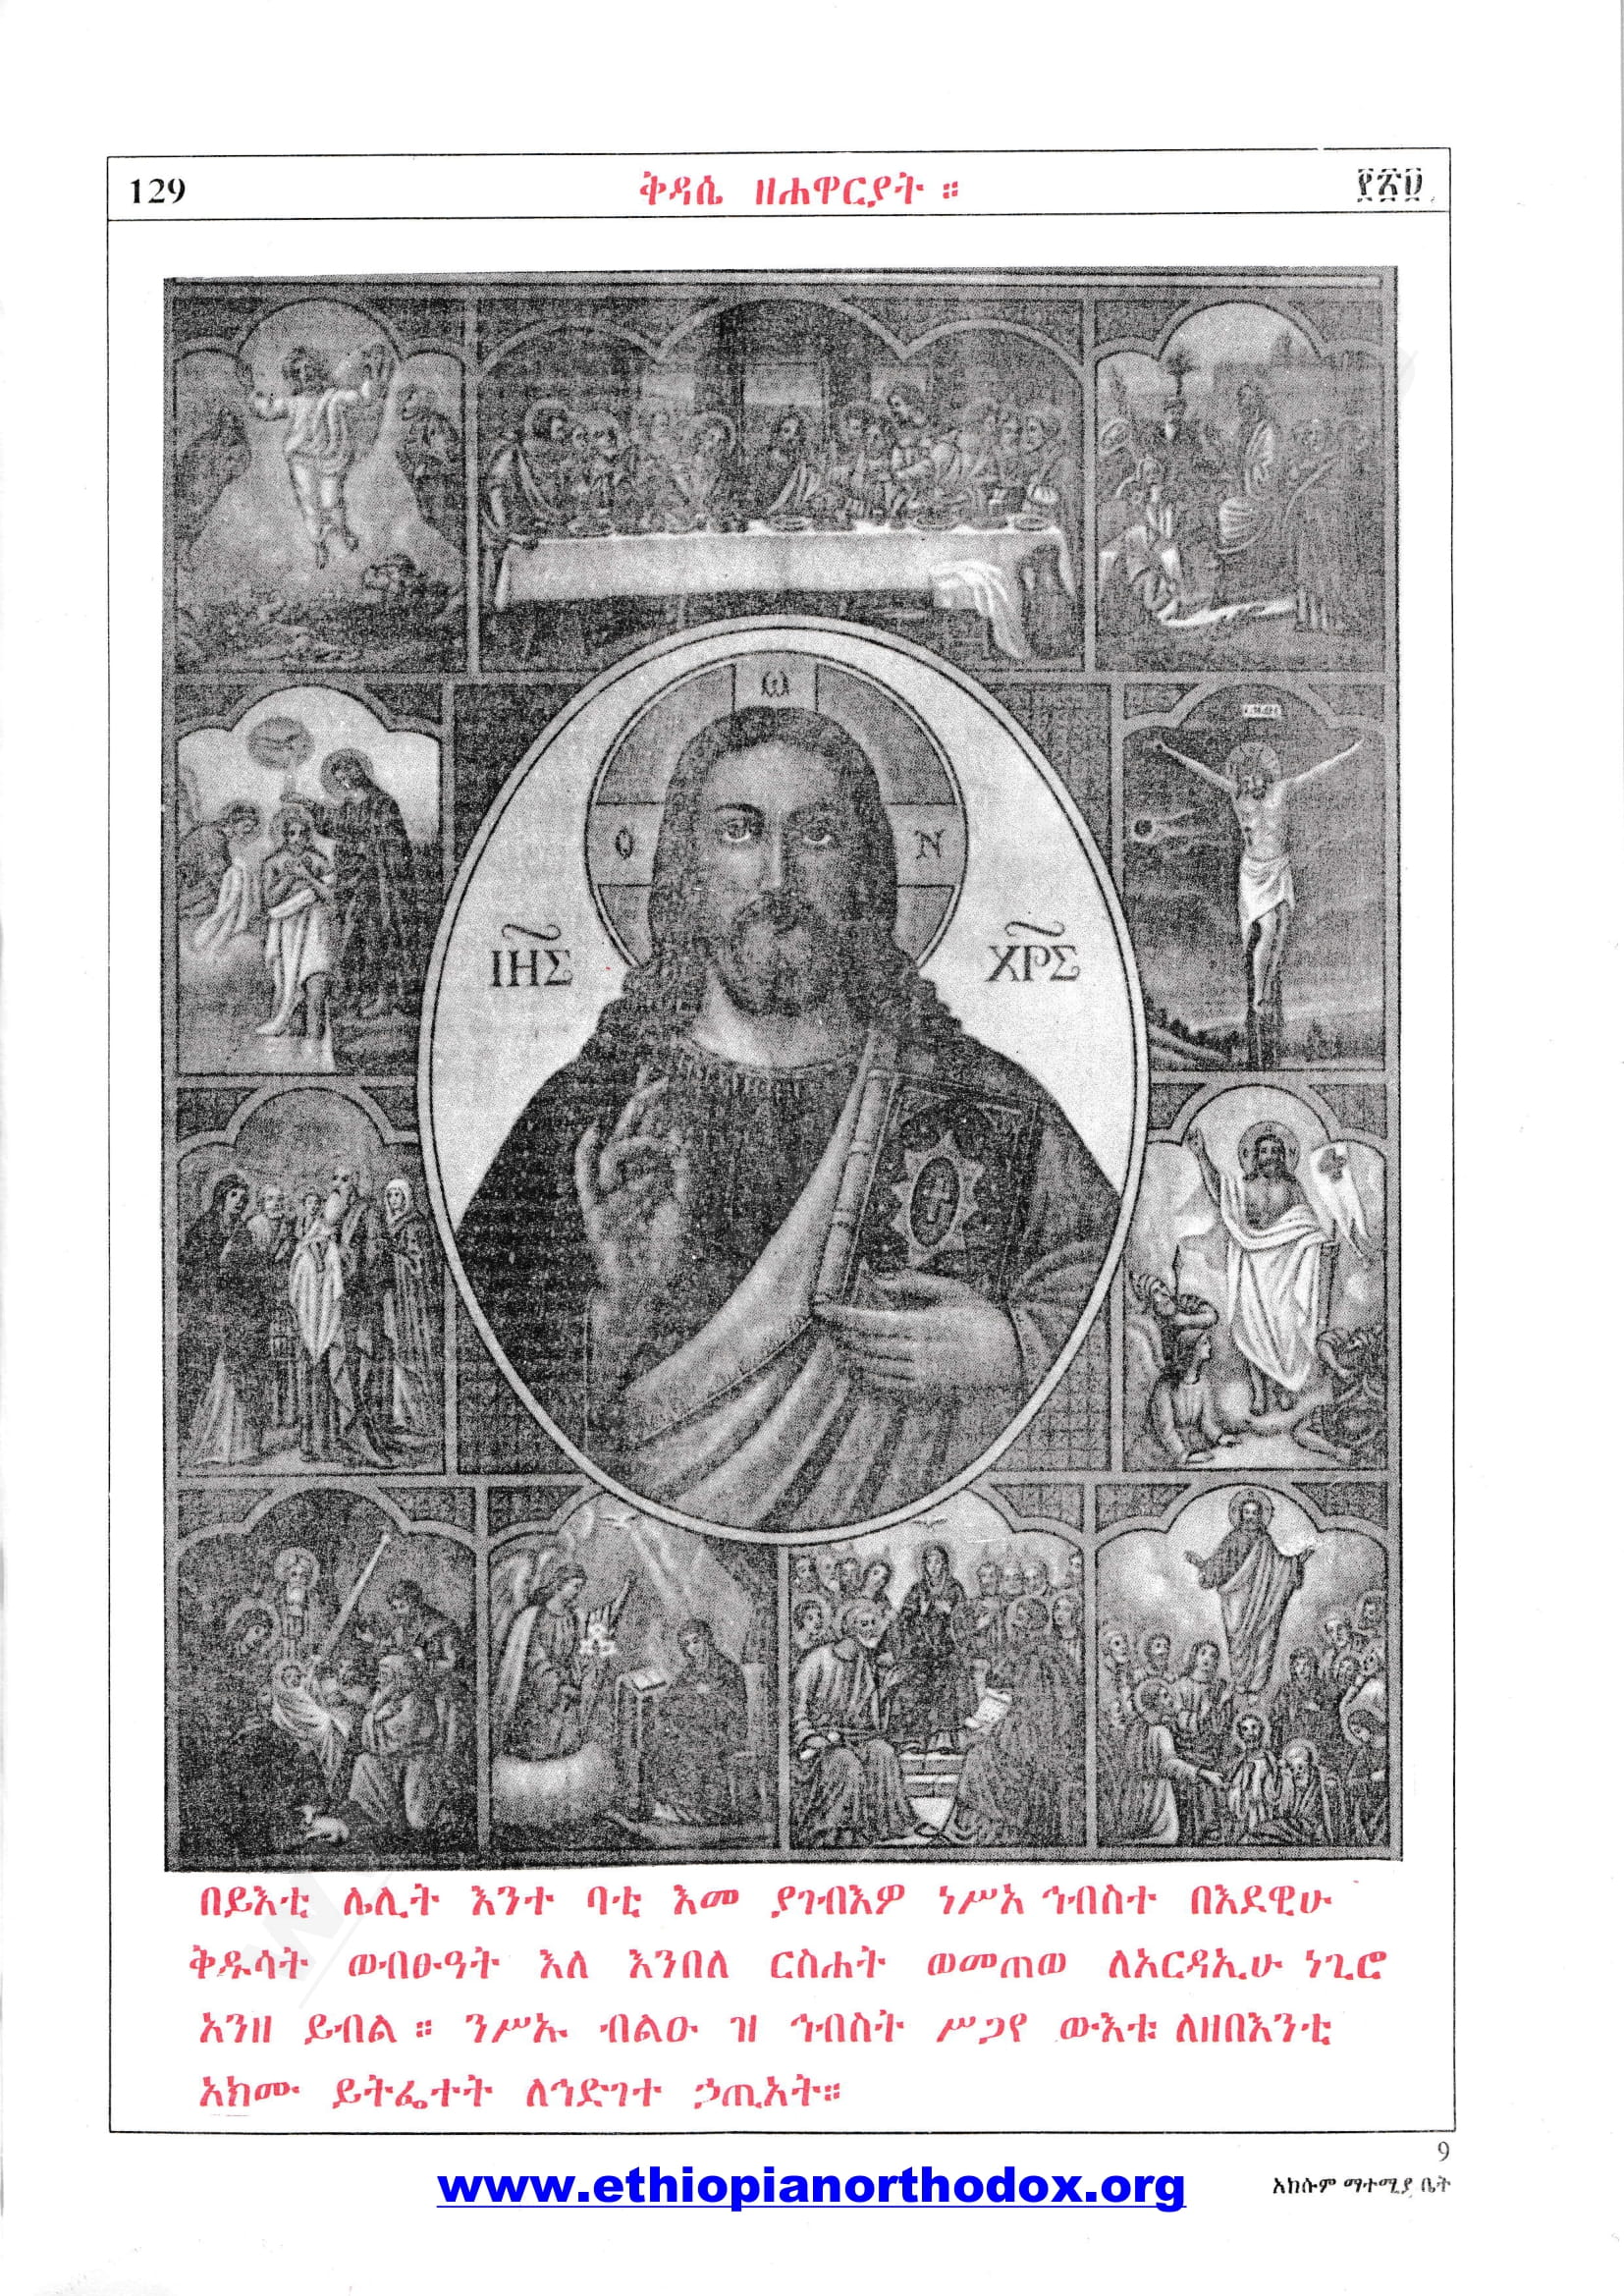 129 ቅዳሴ ዘሐዋርያት ። ፻፳፱
ω
Ο Ν
ΙΗΣ ΧΡΣ
በይእቲ ሌሊት እንተ ባቲ እመ ያገብእዎ ነሥአ ኅብስተ በእደዊሁ
ቅዱሳት ወብፁዓት እለ እንበለ ርስሐት ወመጠወ ለአርዳኢሁ ነጊሮ
አንዘ ይብል ። ንሥኡ ብልዑ ዝ ኅብስት ሥጋየ ውእቱ ለዘበእንቲ
አክሙ ይትፌተት ለኅድገተ ኃጢአት።
9
www.ethiopianorthodox.org
አክሱም ማተሚያ ቤት